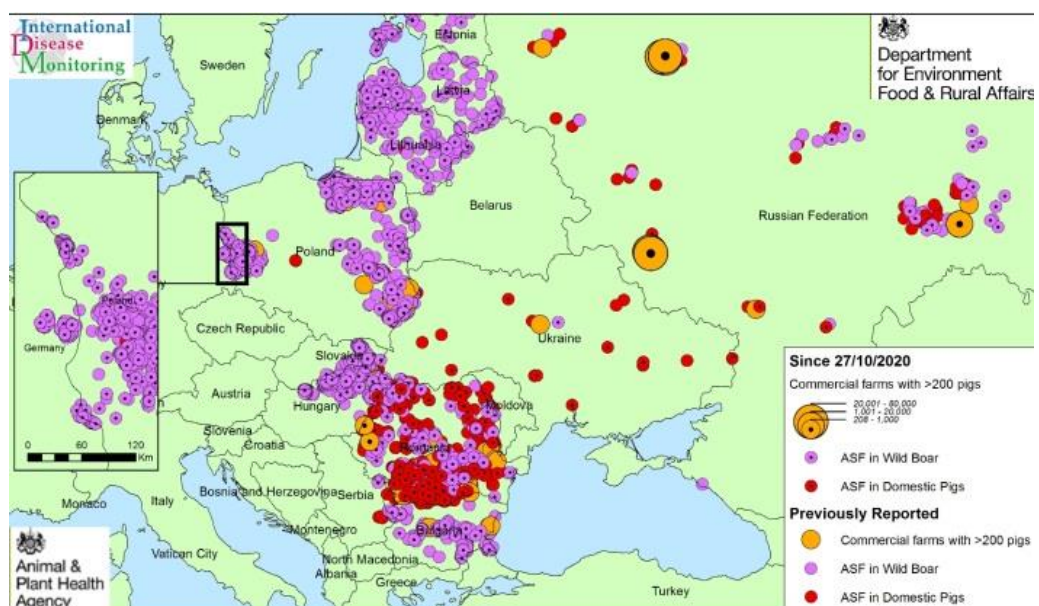 International
Disease
Monitoring
Department
for Environment
Food & Rural Affairs
Estonia
Sweden
Latvia
Denmark
Lithuania
Belarus
Russian Federation
Poland
Poland
Germany
Czech Republic
Ukraine
Slovakia
Austria
Hungary
Moldova
Slovenia
Croatia
Romania
Bosnia and Herzegovina
Serbia
Monaco
Italy
Montenegro
Bulgaria
Vatican City
North Macedonia
Albania
Greece
Turkey
0 30 60 120
Km
Since 27/10/2020
Commercial farms with >200 pigs
20,001 - 80,000
1,001 - 20,000
208 - 1,000
ASF in Wild Boar
ASF in Domestic Pigs
Previously Reported
Commercial farms with >200 pigs
ASF in Wild Boar
ASF in Domestic Pigs
Animal &
Plant Health
Agency